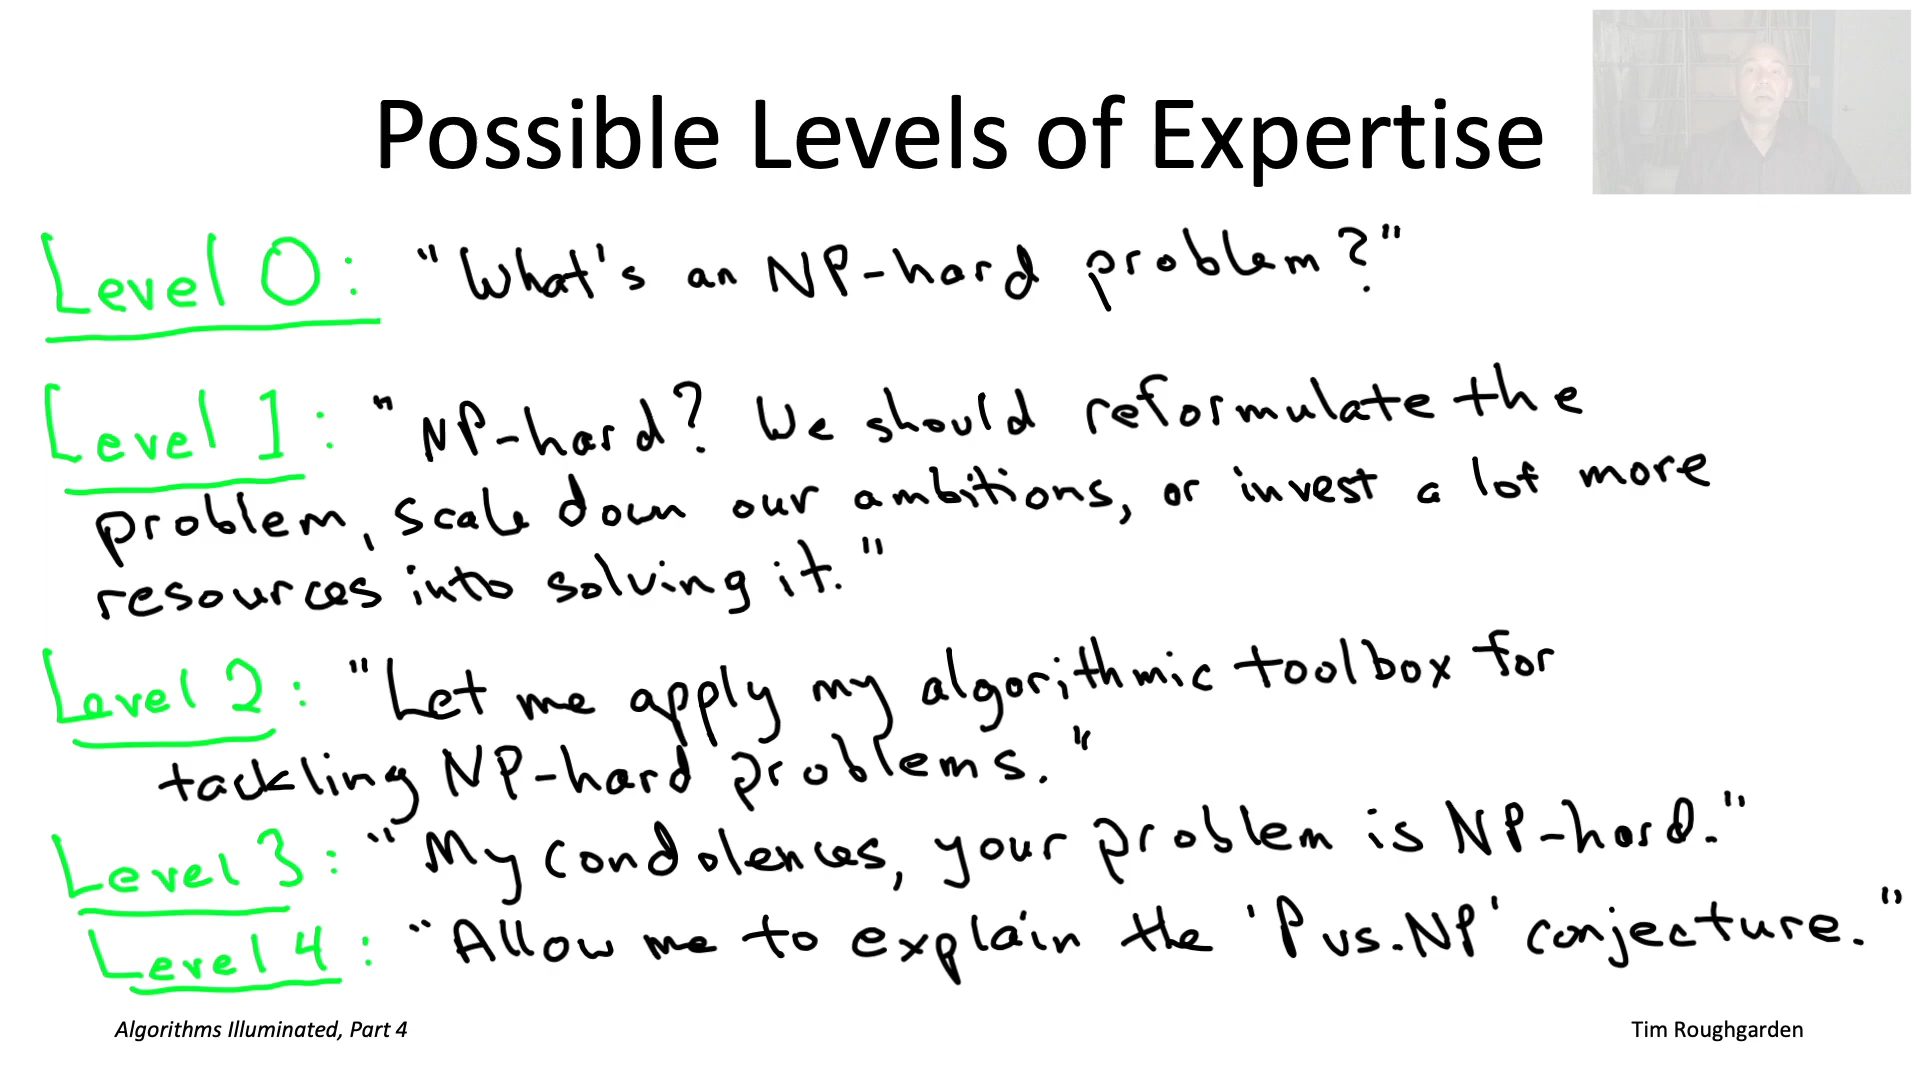 Possible Levels of Expertise
Level 0: "What's an NP-hard problem?"
Level 1: "NP-hard? We should reformulate the
problem, scale down our ambitions, or invest a lot more
resources into solving it."
Level 2: "Let me apply my algorithmic toolbox for
tackling NP-hard problems."
Level 3: "My condolences, your problem is NP-hard."
Level 4: "Allow me to explain the 'P vs. NP' conjecture."
Algorithms Illuminated, Part 4
Tim Roughgarden